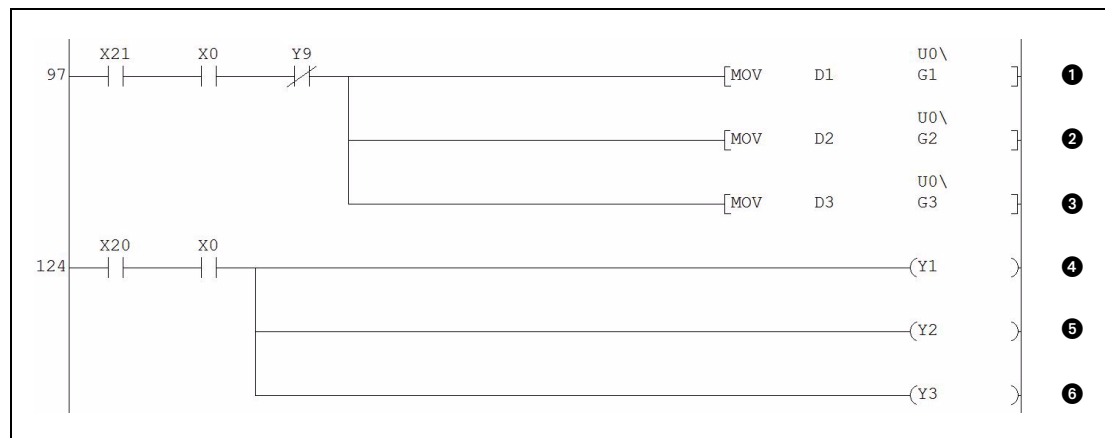 X21 X0 Y9 U0\
97 [MOV D1 G1 ] ❶
U0\
[MOV D2 G2 ] ❷
U0\
[MOV D3 G3 ] ❸
X20 X0
124 (Y1 ) ❹
(Y2 ) ❺
(Y3 ) ❻